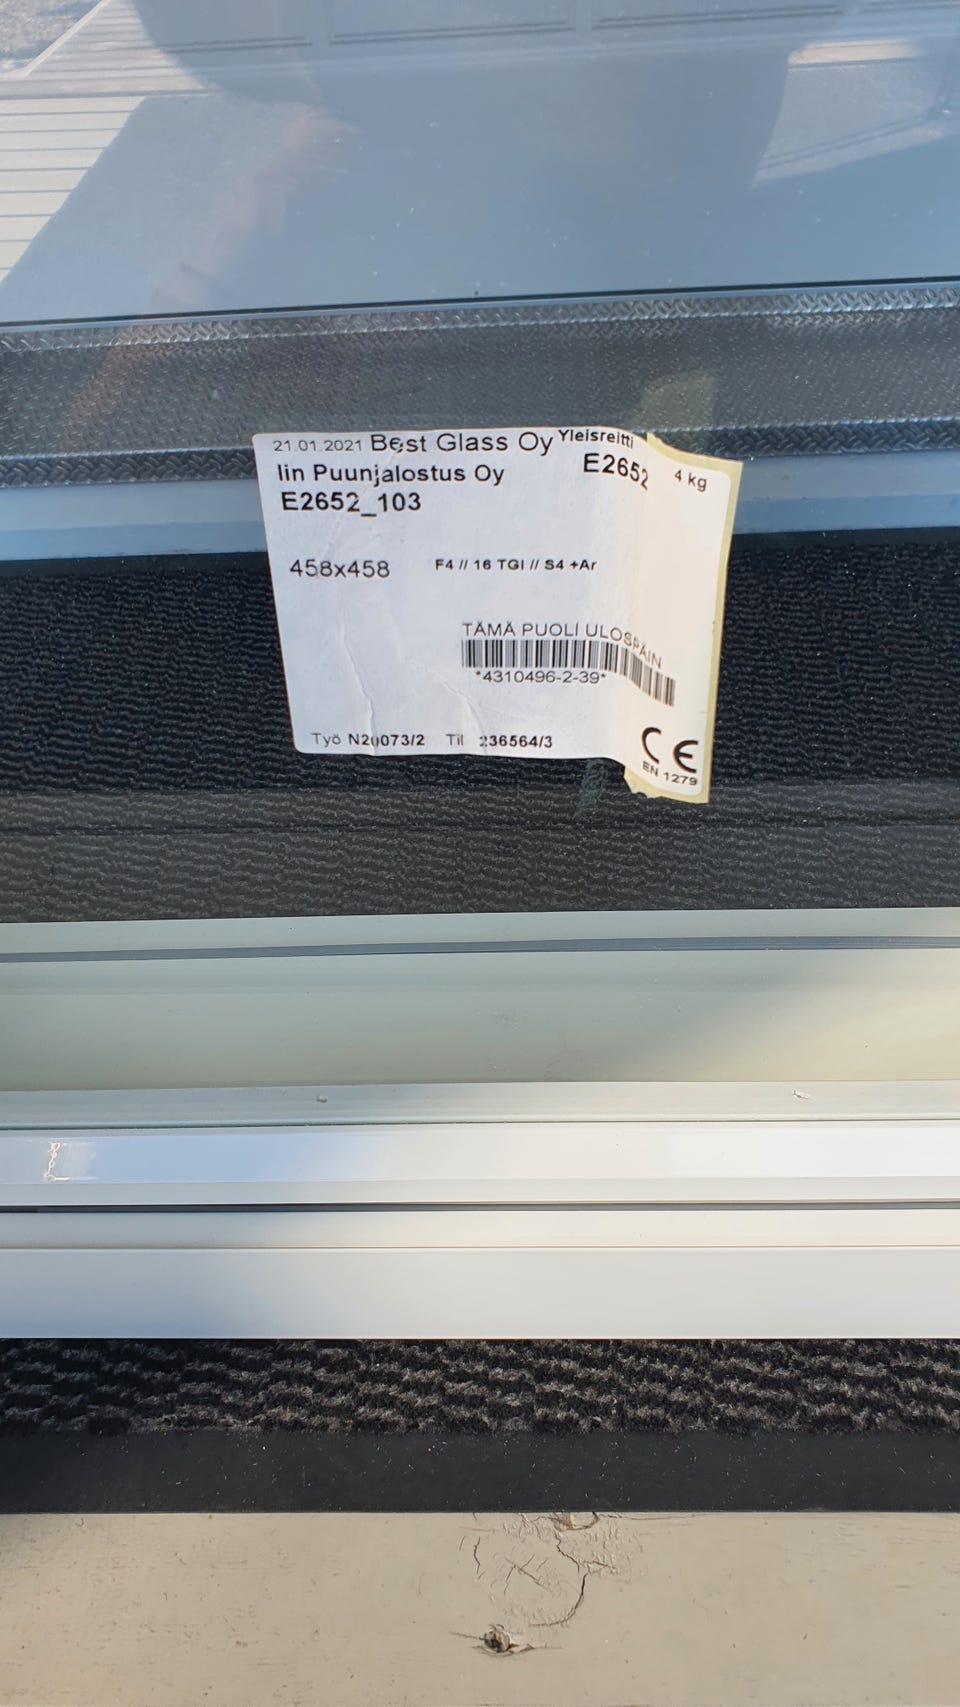 21.01.2021 Best Glass Oy Yleisreitti
Iin Puunjalostus Oy E2652 4 kg
E2652_103
458x458 F4 // 16 TGI // S4 +Ar
TÄMÄ PUOLI ULOSPÄIN
*4310496-2-39*
Työ N20073/2 Til 236564/3
CE
EN 1279